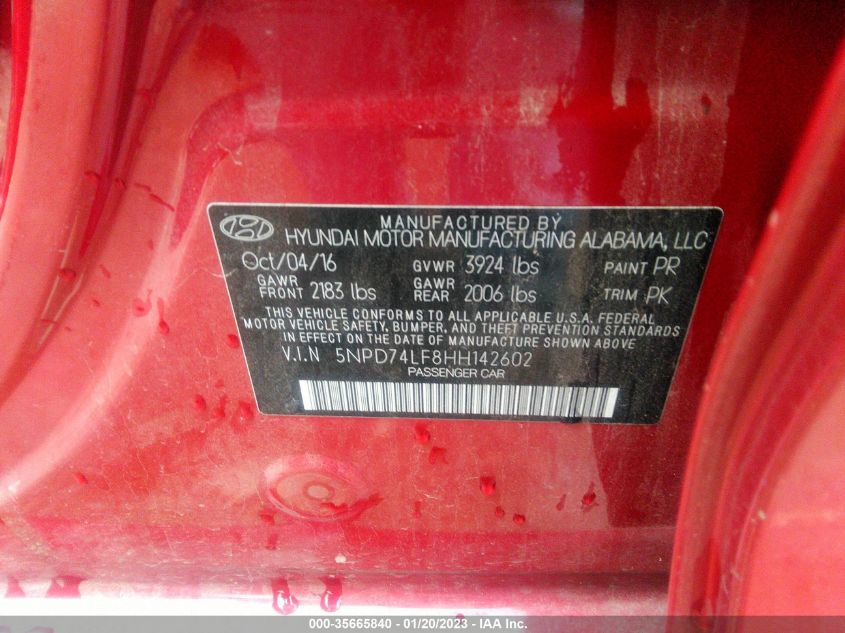 MANUFACTURED BY
HYUNDAI MOTOR MANUFACTURING ALABAMA, LLC
Oct/04/16 GVWR 3924 lbs PAINT PR
GAWR FRONT 2183 lbs GAWR REAR 2006 lbs TRIM PK
THIS VEHICLE CONFORMS TO ALL APPLICABLE U.S.A. FEDERAL
MOTOR VEHICLE SAFETY, BUMPER, AND THEFT PREVENTION STANDARDS
IN EFFECT ON THE DATE OF MANUFACTURE SHOWN ABOVE
V.I.N 5NPD74LF8HH142602
PASSENGER CAR
000-35665840 - 01/20/2023 - IAA Inc.